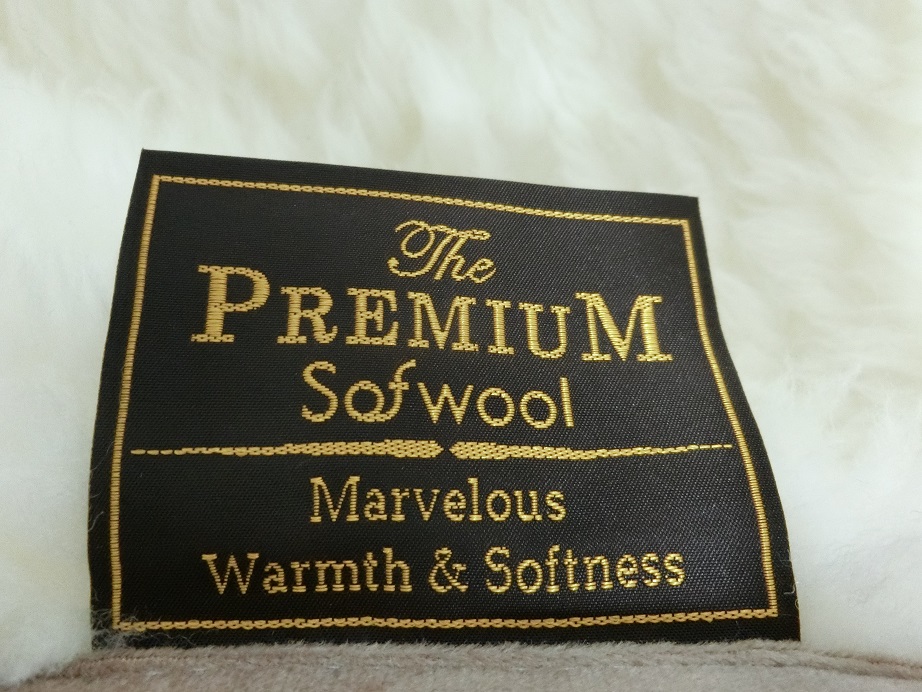 The
PREMIUM
Sofwool
Marvelous
Warmth & Softness